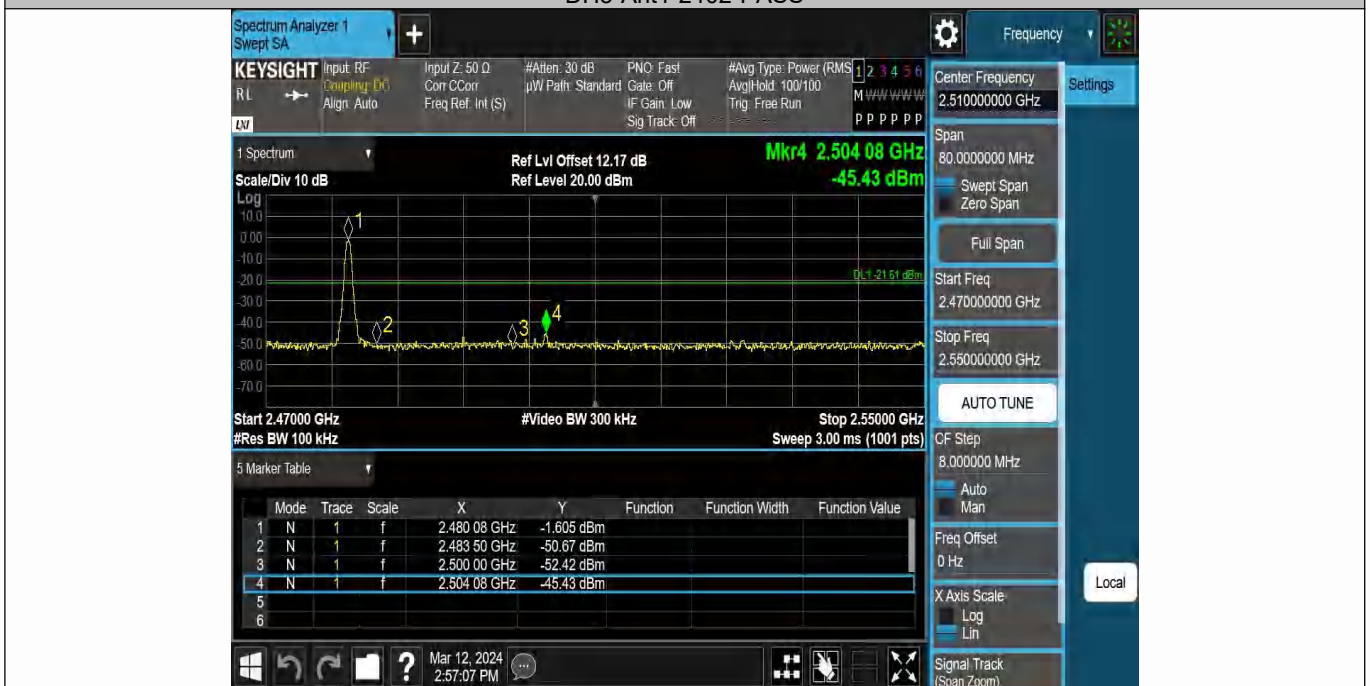 Spectrum Analyzer 1
Swept SA
+
Frequency
KEYSIGHT
RL
LXI
Input: RF
Coupling: DC
Align: Auto
Input Z: 50 Ω
Corr CCorr
Freq Ref: Int (S)
#Atten: 30 dB
µW Path: Standard
PNO: Fast
Gate: Off
IF Gain: Low
Sig Track: Off
#Avg Type: Power (RMS
Avg|Hold: 100/100
Trig: Free Run
1 2 3 4 5 6
M W W W W W
P P P P P P
1 Spectrum
Scale/Div 10 dB
Ref Lvl Offset 12.17 dB
Ref Level 20.00 dBm
Mkr4 2.504 08 GHz
-45.43 dBm
Log
10.0
0.00
-10.0
-20.0
-30.0
-40.0
-50.0
-60.0
-70.0
1
2
3
4
DL1 -21.61 dBm
Start 2.47000 GHz
#Video BW 300 kHz
Stop 2.55000 GHz
#Res BW 100 kHz
Sweep 3.00 ms (1001 pts)
5 Marker Table
Mode Trace Scale X Y Function Function Width Function Value
1 N 1 f 2.480 08 GHz -1.605 dBm
2 N 1 f 2.483 50 GHz -50.67 dBm
3 N 1 f 2.500 00 GHz -52.42 dBm
4 N 1 f 2.504 08 GHz -45.43 dBm
5
6
Mar 12, 2024
2:57:07 PM
?
Center Frequency
2.510000000 GHz
Settings
Span
80.0000000 MHz
Swept Span
Zero Span
Full Span
Start Freq
2.470000000 GHz
Stop Freq
2.550000000 GHz
AUTO TUNE
CF Step
8.000000 MHz
Auto
Man
Freq Offset
0 Hz
X Axis Scale
Log
Lin
Local
Signal Track
(Span Zoom)